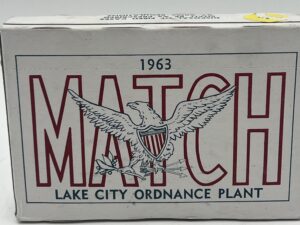 1963
MATCH
LAKE CITY ORDNANCE PLANT